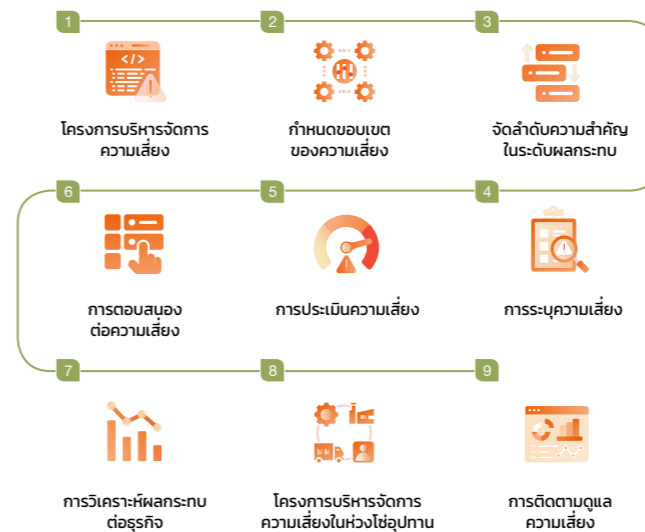 1
โครงการบริหารจัดการ
ความเสี่ยง
2
กำหนดขอบเขต
ของความเสี่ยง
3
จัดลำดับความสำคัญ
ในระดับผลกระทบ
4
การระบุความเสี่ยง
5
การประเมินความเสี่ยง
6
การตอบสนอง
ต่อความเสี่ยง
7
การวิเคราะห์ผลกระทบ
ต่อธุรกิจ
8
โครงการบริหารจัดการ
ความเสี่ยงในห่วงโซ่อุปทาน
9
การติดตามดูแล
ความเสี่ยง